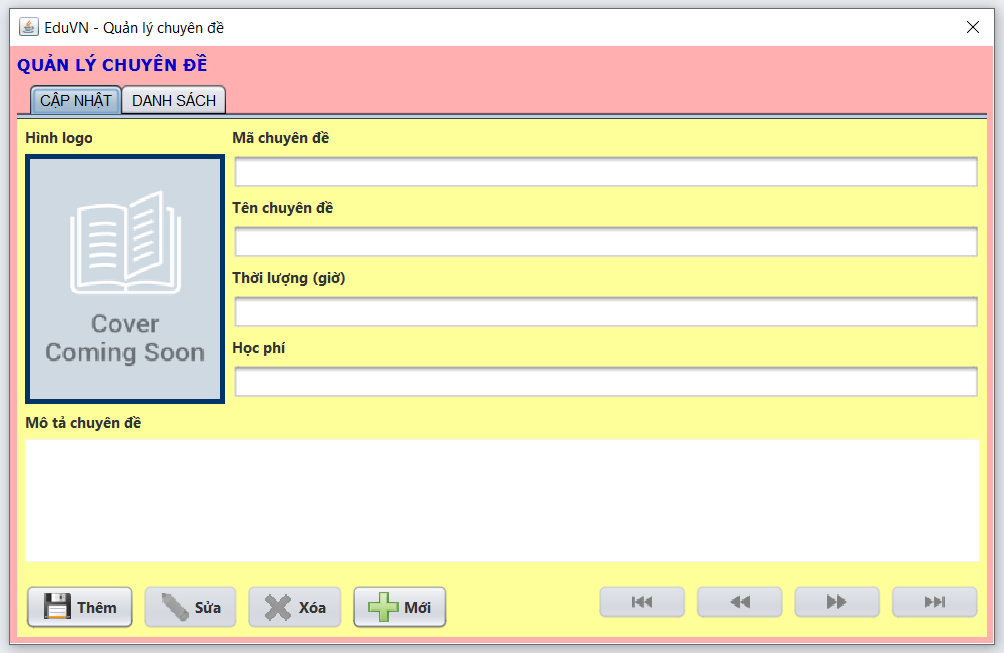 EduVN - Quản lý chuyên đề
QUẢN LÝ CHUYÊN ĐỀ
CẬP NHẬT DANH SÁCH
Hình logo
Mã chuyên đề
Tên chuyên đề
Thời lượng (giờ)
Học phí
Cover
Coming Soon
Mô tả chuyên đề
Thêm Sửa Xóa Mới